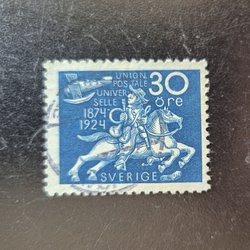 UNION
POSTALE
UNIVER
SELLE
1874
1924
30
öre
SVERIGE